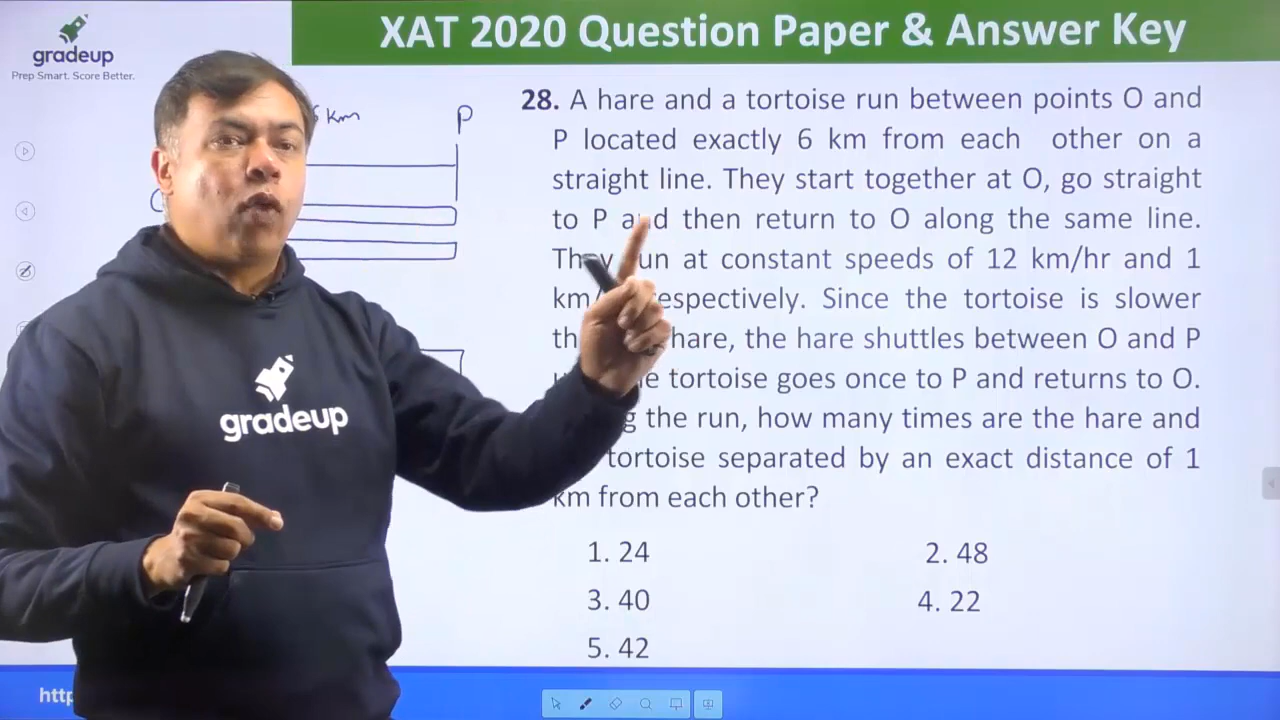 gradeup
Prep Smart. Score Better.
XAT 2020 Question Paper & Answer Key
km
P
28. A hare and a tortoise run between points O and
P located exactly 6 km from each other on a
straight line. They start together at O, go straight
to P and then return to O along the same line.
They run at constant speeds of 12 km/hr and 1
respectively. Since the tortoise is slower
hare, the hare shuttles between O and P
tortoise goes once to P and returns to O.
the run, how many times are the hare and
tortoise separated by an exact distance of 1
km from each other?
1. 24
2. 48
3. 40
4. 22
5. 42
gradeup